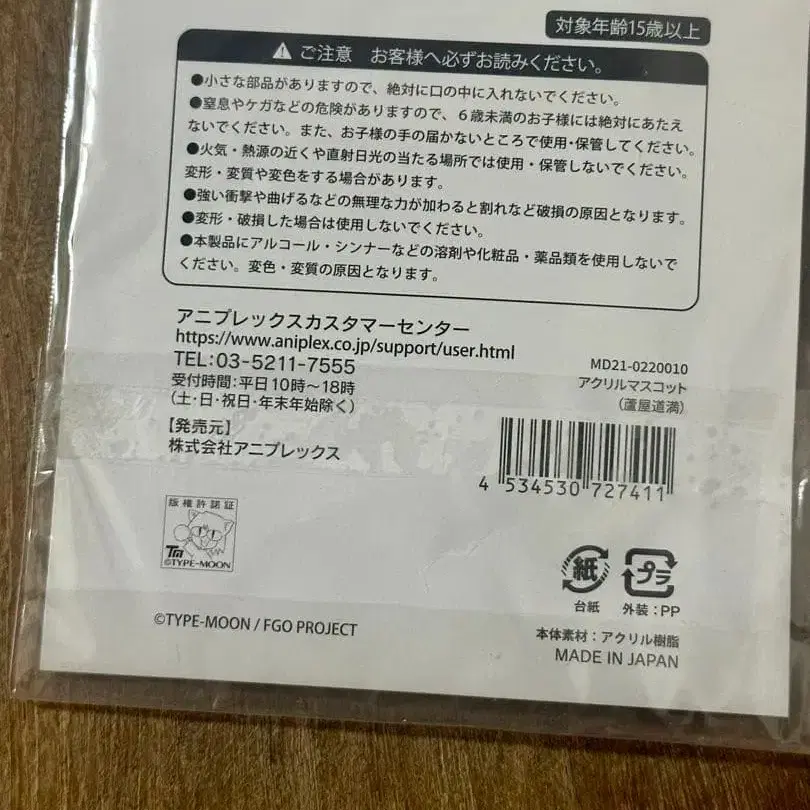 対象年齢15歳以上
ご注意 お客様へ必ずお読みください。
●小さな部品がありますので、絶対に口の中に入れないでください。
●窒息やケガなどの危険がありますので、6歳未満のお子様には絶対にあたえ
ないでください。また、お子様の手の届かないところで使用・保管してください。
●火気・熱源の近くや直射日光の当たる場所では使用・保管しないでください。
変形・変質や変色をする場合があります。
●強い衝撃や曲げるなどの無理な力が加わると割れなど破損の原因となります。
●変形・破損した場合は使用しないでください。
●本製品にアルコール・シンナーなどの溶剤や化粧品・薬品類を使用しないで
ください。変色・変質の原因となります。
アニプレックスカスタマーセンター
https://www.aniplex.co.jp/support/user.html
TEL:03-5211-7555
受付時間:平日10時～18時
(土・日・祝日・年末年始除く)
【発売元】
株式会社アニプレックス
MD21-0220010
アクリルマスコット
(蘆屋道満)
4 534530 727411
版権許諾証
TM
©TYPE-MOON
©TYPE-MOON / FGO PROJECT
紙
台紙
プラ
外装:PP
本体素材:アクリル樹脂
MADE IN JAPAN